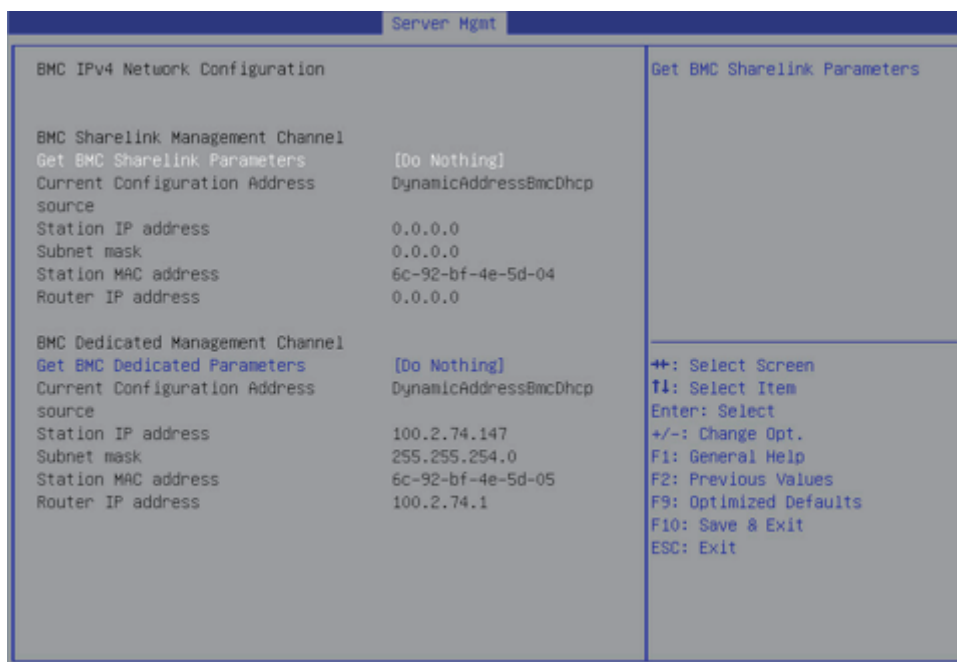 Server Mgmt
BMC IPv4 Network Configuration
BMC Sharelink Management Channel
Get BMC Sharelink Parameters [Do Nothing]
Current Configuration Address DynamicAddressBmcDhcp
source
Station IP address 0.0.0.0
Subnet mask 0.0.0.0
Station MAC address 6c-92-bf-4e-5d-04
Router IP address 0.0.0.0
BMC Dedicated Management Channel
Get BMC Dedicated Parameters [Do Nothing]
Current Configuration Address DynamicAddressBmcDhcp
source
Station IP address 100.2.74.147
Subnet mask 255.255.254.0
Station MAC address 6c-92-bf-4e-5d-05
Router IP address 100.2.74.1
Get BMC Sharelink Parameters
→←: Select Screen
↑↓: Select Item
Enter: Select
+/-: Change Opt.
F1: General Help
F2: Previous Values
F9: Optimized Defaults
F10: Save & Exit
ESC: Exit